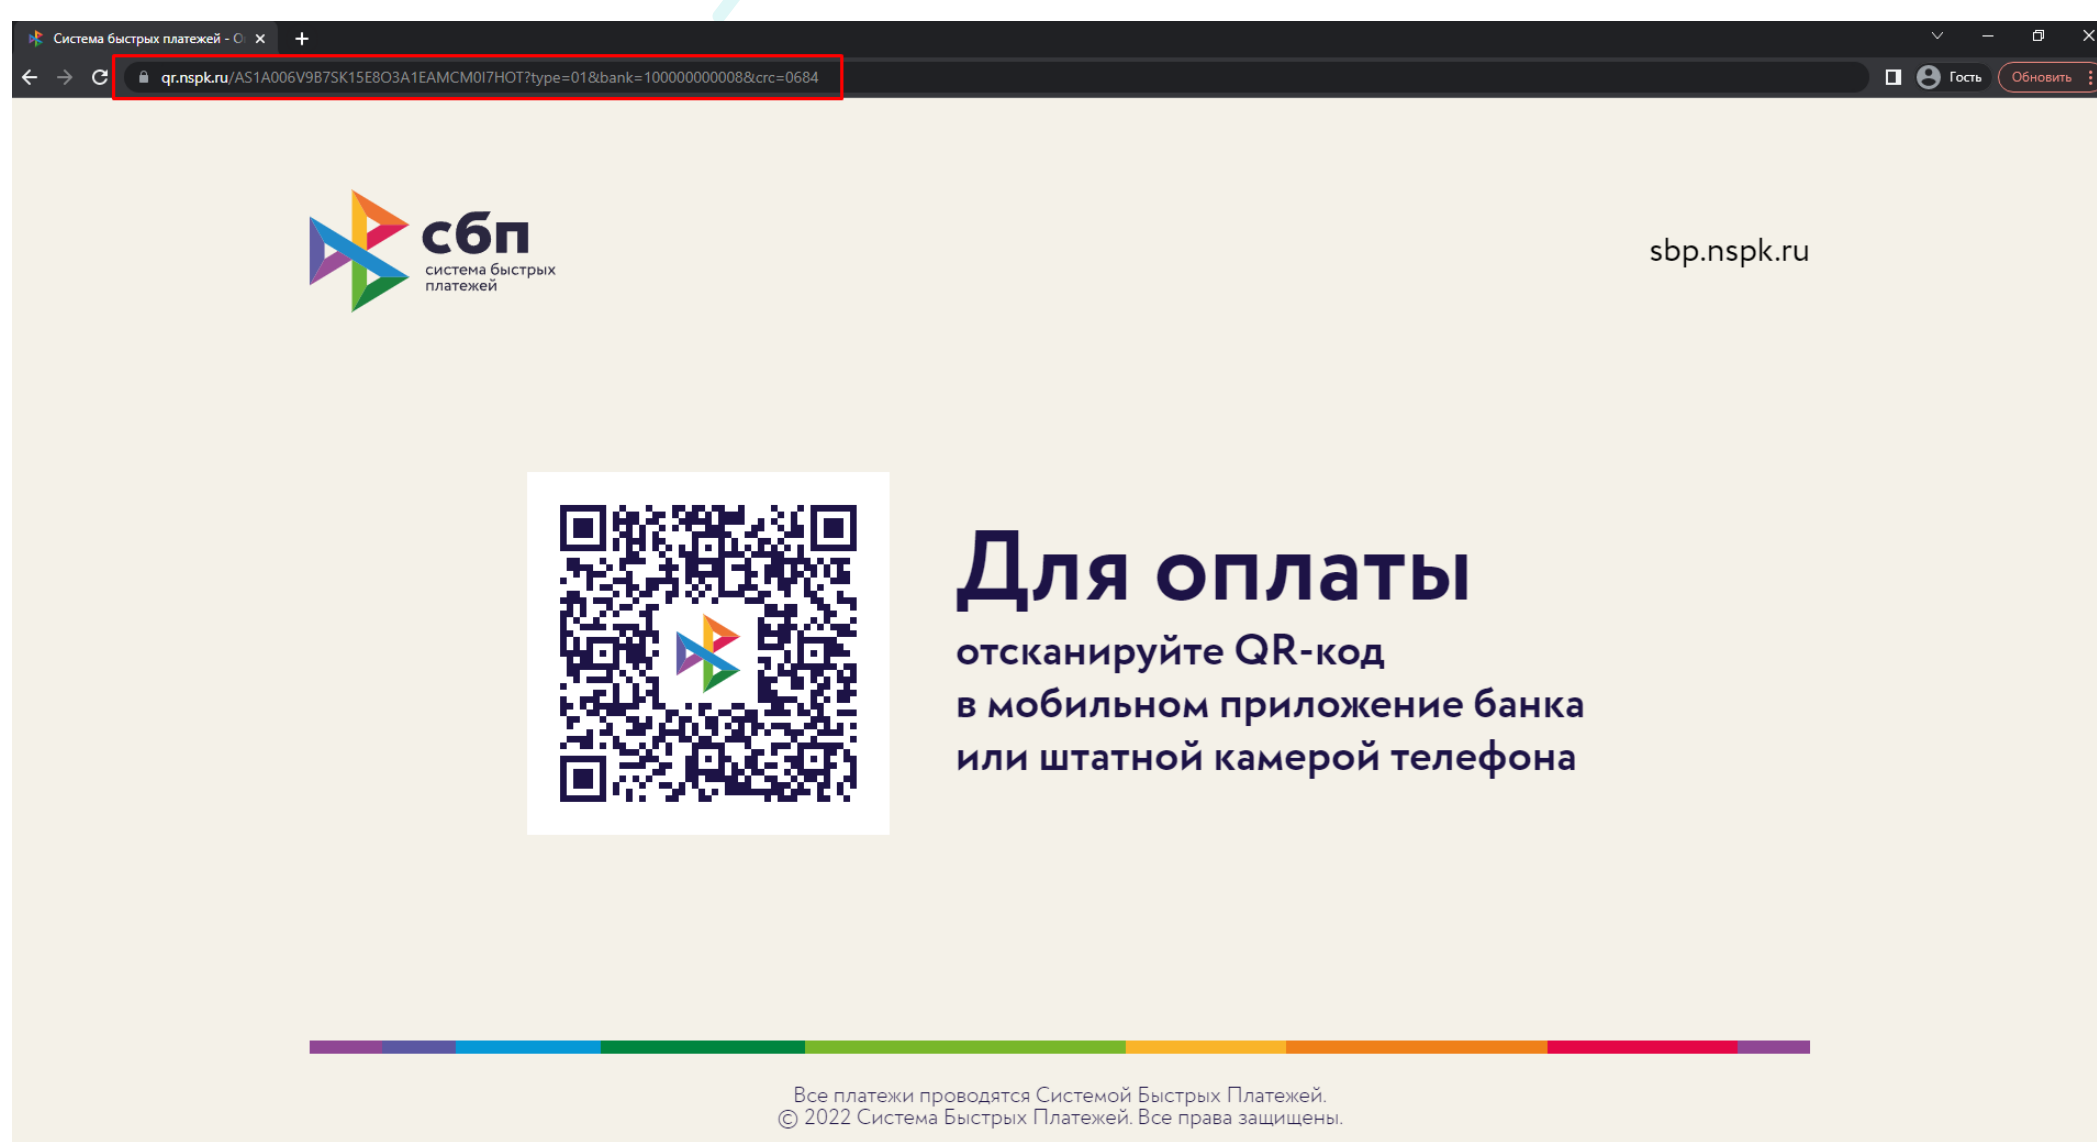 Система быстрых платежей - О
qr.nspk.ru/AS1A006V9B7SK15E8O3A1EAMCM0I7HOT?type=01&bank=100000000008&crc=0684
Гость
Обновить
сбп
система быстрых
платежей
sbp.nspk.ru
Для оплаты
отсканируйте QR-код
в мобильном приложение банка
или штатной камерой телефона
Все платежи проводятся Системой Быстрых Платежей.
© 2022 Система Быстрых Платежей. Все права защищены.